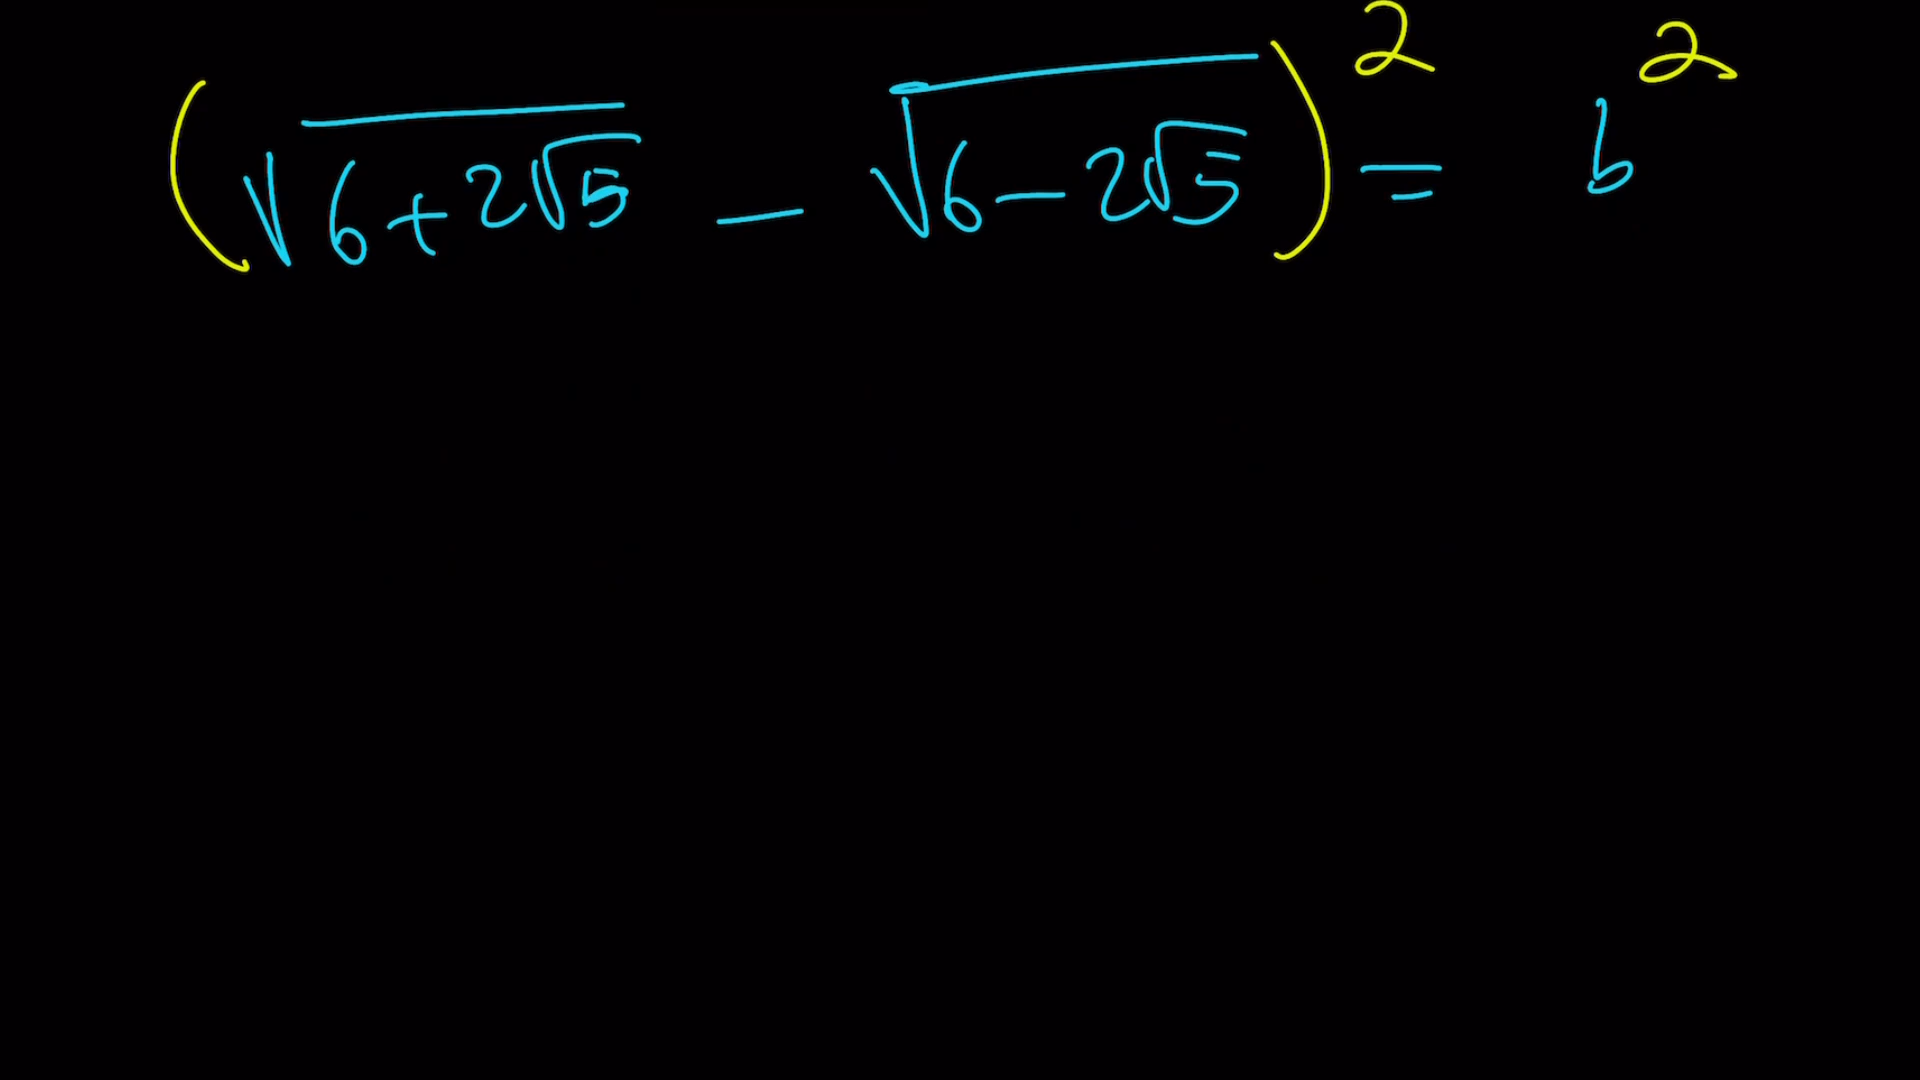 (√(6+2√5) − √(6−2√5))² = b²